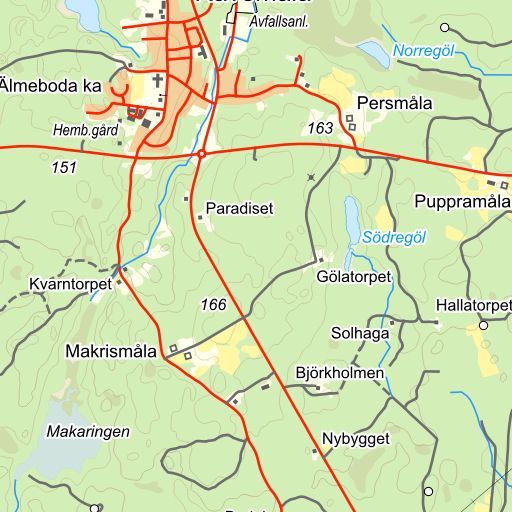 Avfallsanl.
Norregöl
Älmeboda ka
Persmåla
Hemb.gård
163
151
Puppramåla
Paradiset
Södregöl
Kvarntorpet
Gölatorpet
166
Hallatorpet
Solhaga
Makrismåla
Björkholmen
Makaringen
Nybygget